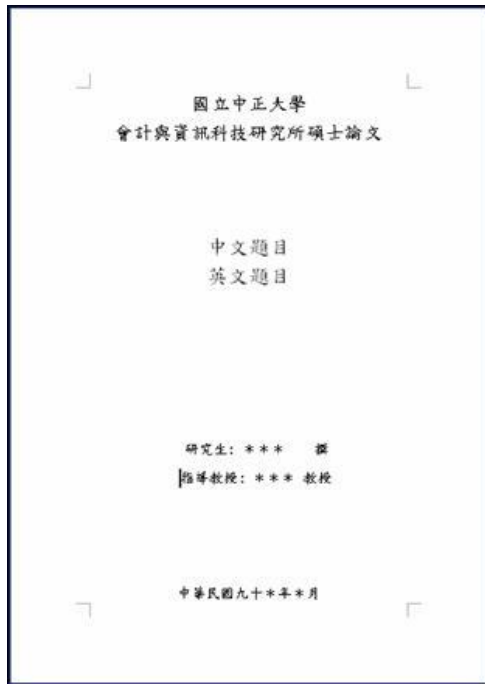 國立中正大學
會計與資訊科技研究所碩士論文
中文題目
英文題目
研究生：＊＊＊　撰
指導教授：＊＊＊ 教授
中華民國九十＊年＊月